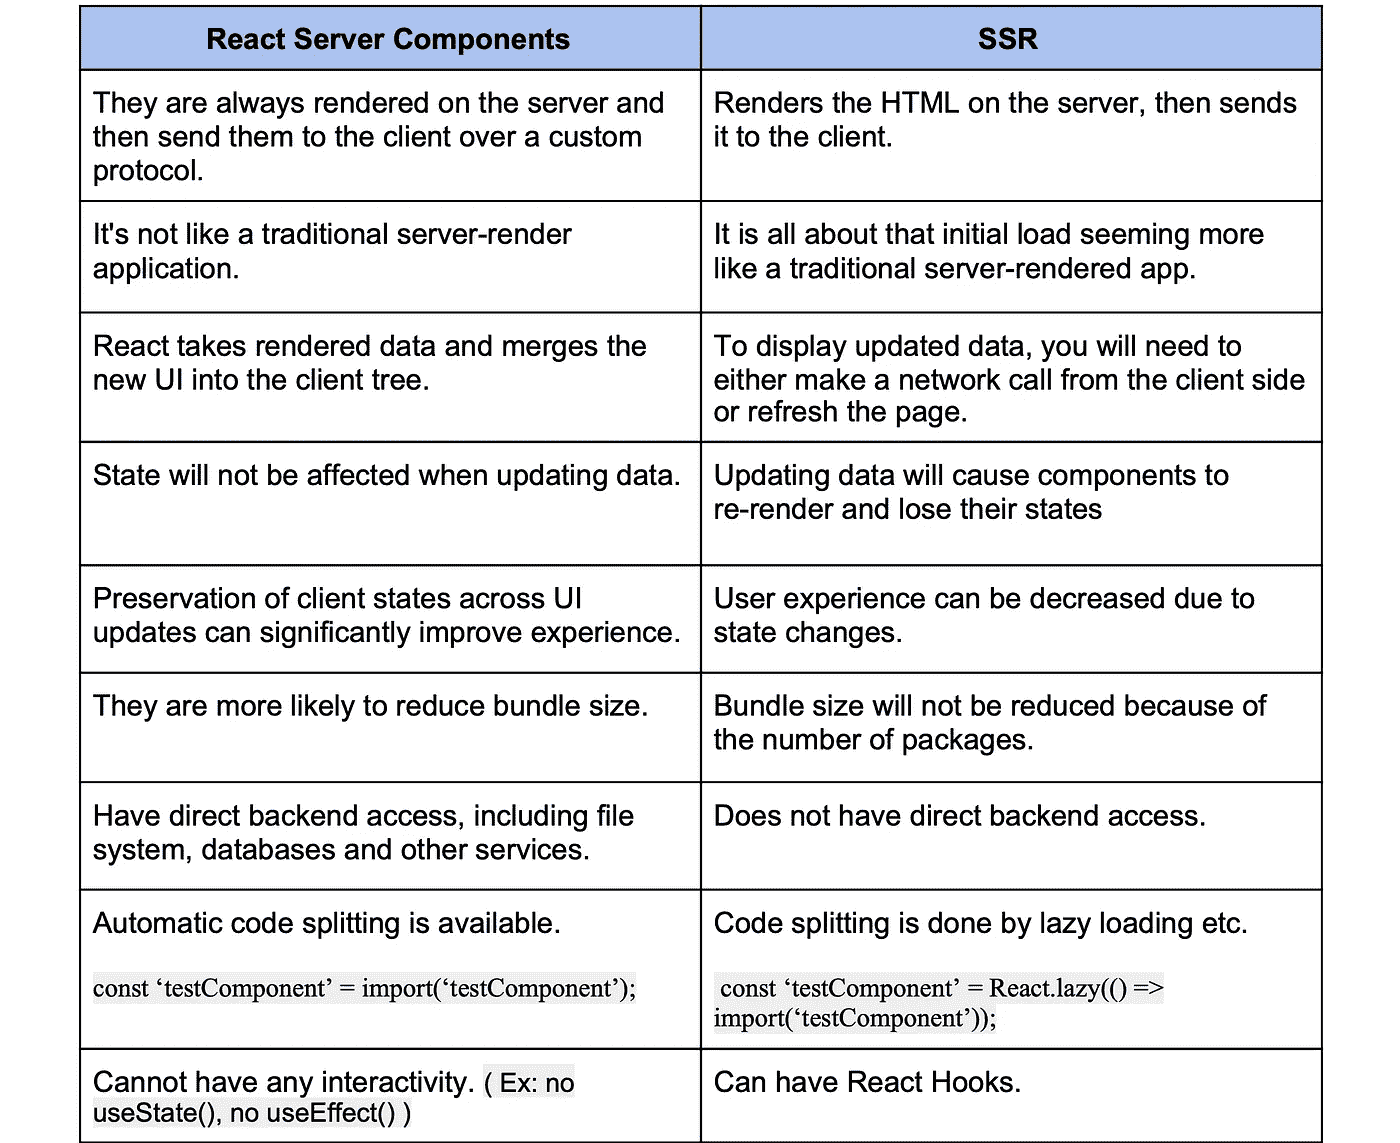 React Server Components
SSR
They are always rendered on the server and
then send them to the client over a custom
protocol.
Renders the HTML on the server, then sends
it to the client.
It's not like a traditional server-render
application.
It is all about that initial load seeming more
like a traditional server-rendered app.
React takes rendered data and merges the
new UI into the client tree.
To display updated data, you will need to
either make a network call from the client side
or refresh the page.
State will not be affected when updating data.
Updating data will cause components to
re-render and lose their states
Preservation of client states across UI
updates can significantly improve experience.
User experience can be decreased due to
state changes.
They are more likely to reduce bundle size.
Bundle size will not be reduced because of
the number of packages.
Have direct backend access, including file
system, databases and other services.
Does not have direct backend access.
Automatic code splitting is available.
const ‘testComponent’ = import(‘testComponent’);
Code splitting is done by lazy loading etc.
const ‘testComponent’ = React.lazy(() =>
import(‘testComponent’));
Cannot have any interactivity. ( Ex: no
useState(), no useEffect() )
Can have React Hooks.